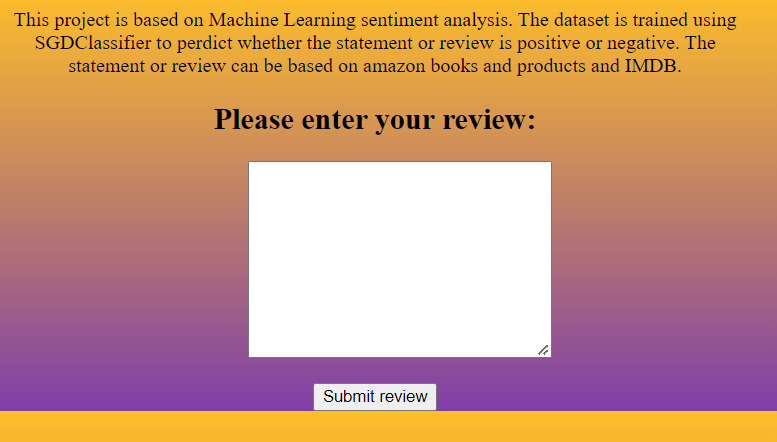 This project is based on Machine Learning sentiment analysis. The dataset is trained using
SGDClassifier to perdict whether the statement or review is positive or negative. The
statement or review can be based on amazon books and products and IMDB.
Please enter your review:
Submit review